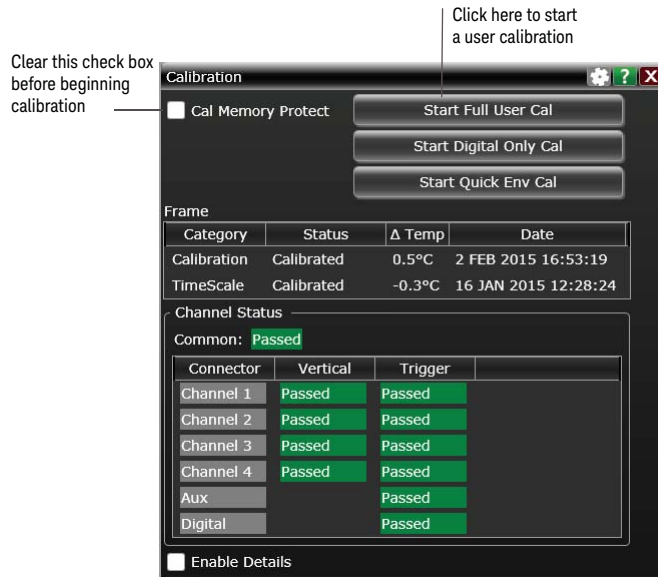 Click here to start
a user calibration
Clear this check box
before beginning
calibration
Calibration
? X
Cal Memory Protect
Start Full User Cal
Start Digital Only Cal
Start Quick Env Cal
Frame
Category Status Δ Temp Date
Calibration Calibrated 0.5°C 2 FEB 2015 16:53:19
TimeScale Calibrated -0.3°C 16 JAN 2015 12:28:24
Channel Status
Common: Passed
Connector Vertical Trigger
Channel 1 Passed Passed
Channel 2 Passed Passed
Channel 3 Passed Passed
Channel 4 Passed Passed
Aux Passed
Digital Passed
Enable Details